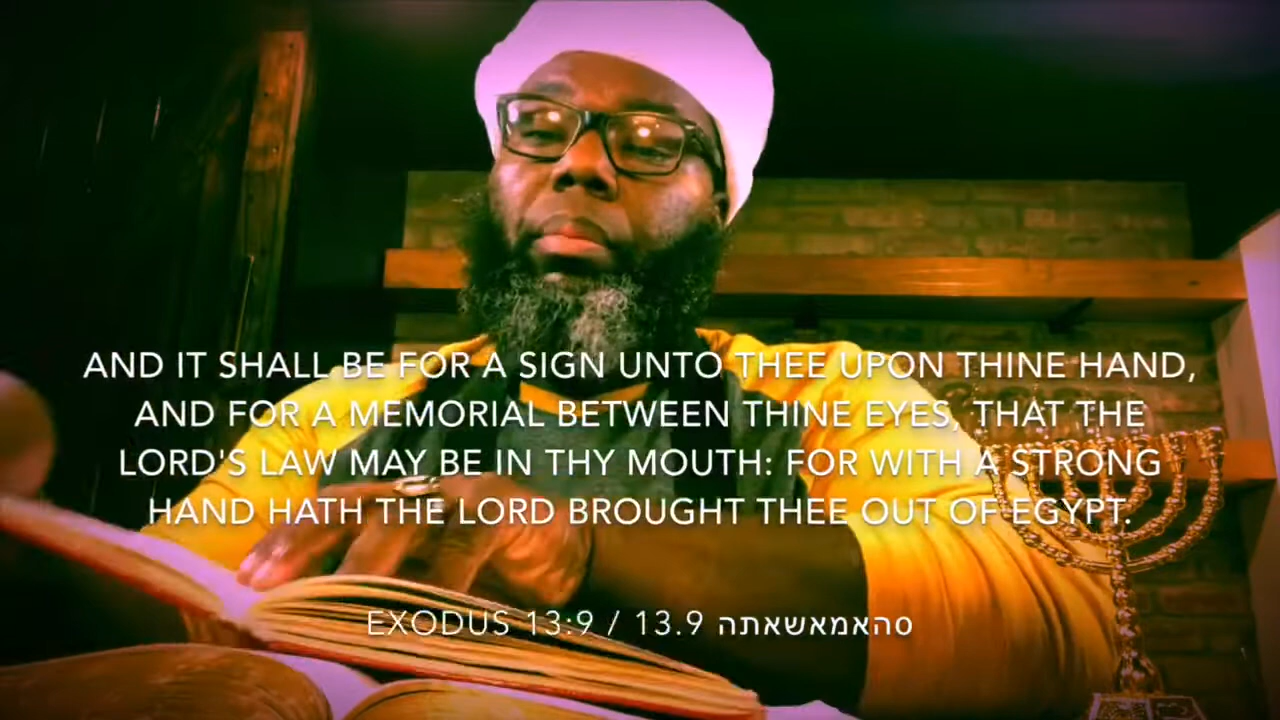 AND IT SHALL BE FOR A SIGN UNTO THEE UPON THINE HAND,
AND FOR A MEMORIAL BETWEEN THINE EYES, THAT THE
LORD'S LAW MAY BE IN THY MOUTH: FOR WITH A STRONG
HAND HATH THE LORD BROUGHT THEE OUT OF EGYPT.
EXODUS 13:9 / 13.9 סהאמאשאתה